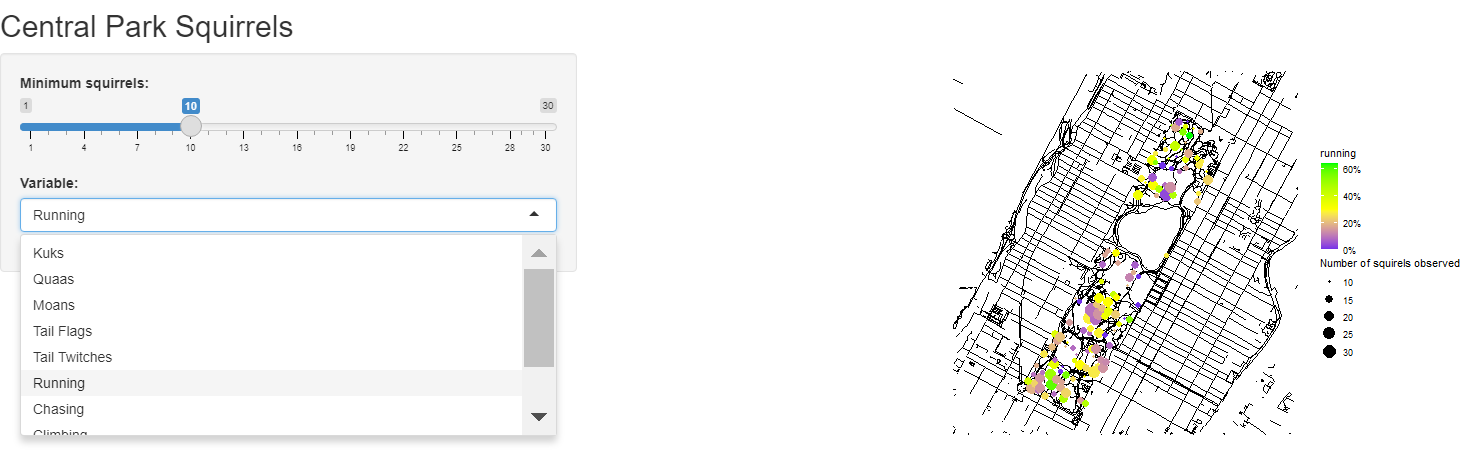 Central Park Squirrels
Minimum squirrels:
1 10 30
1 4 7 10 13 16 19 22 25 28 30
Variable:
Running
Kuks
Quaas
Moans
Tail Flags
Tail Twitches
Running
Chasing
Climbing
running
60%
40%
20%
0%
Number of squirels observed
10
15
20
25
30